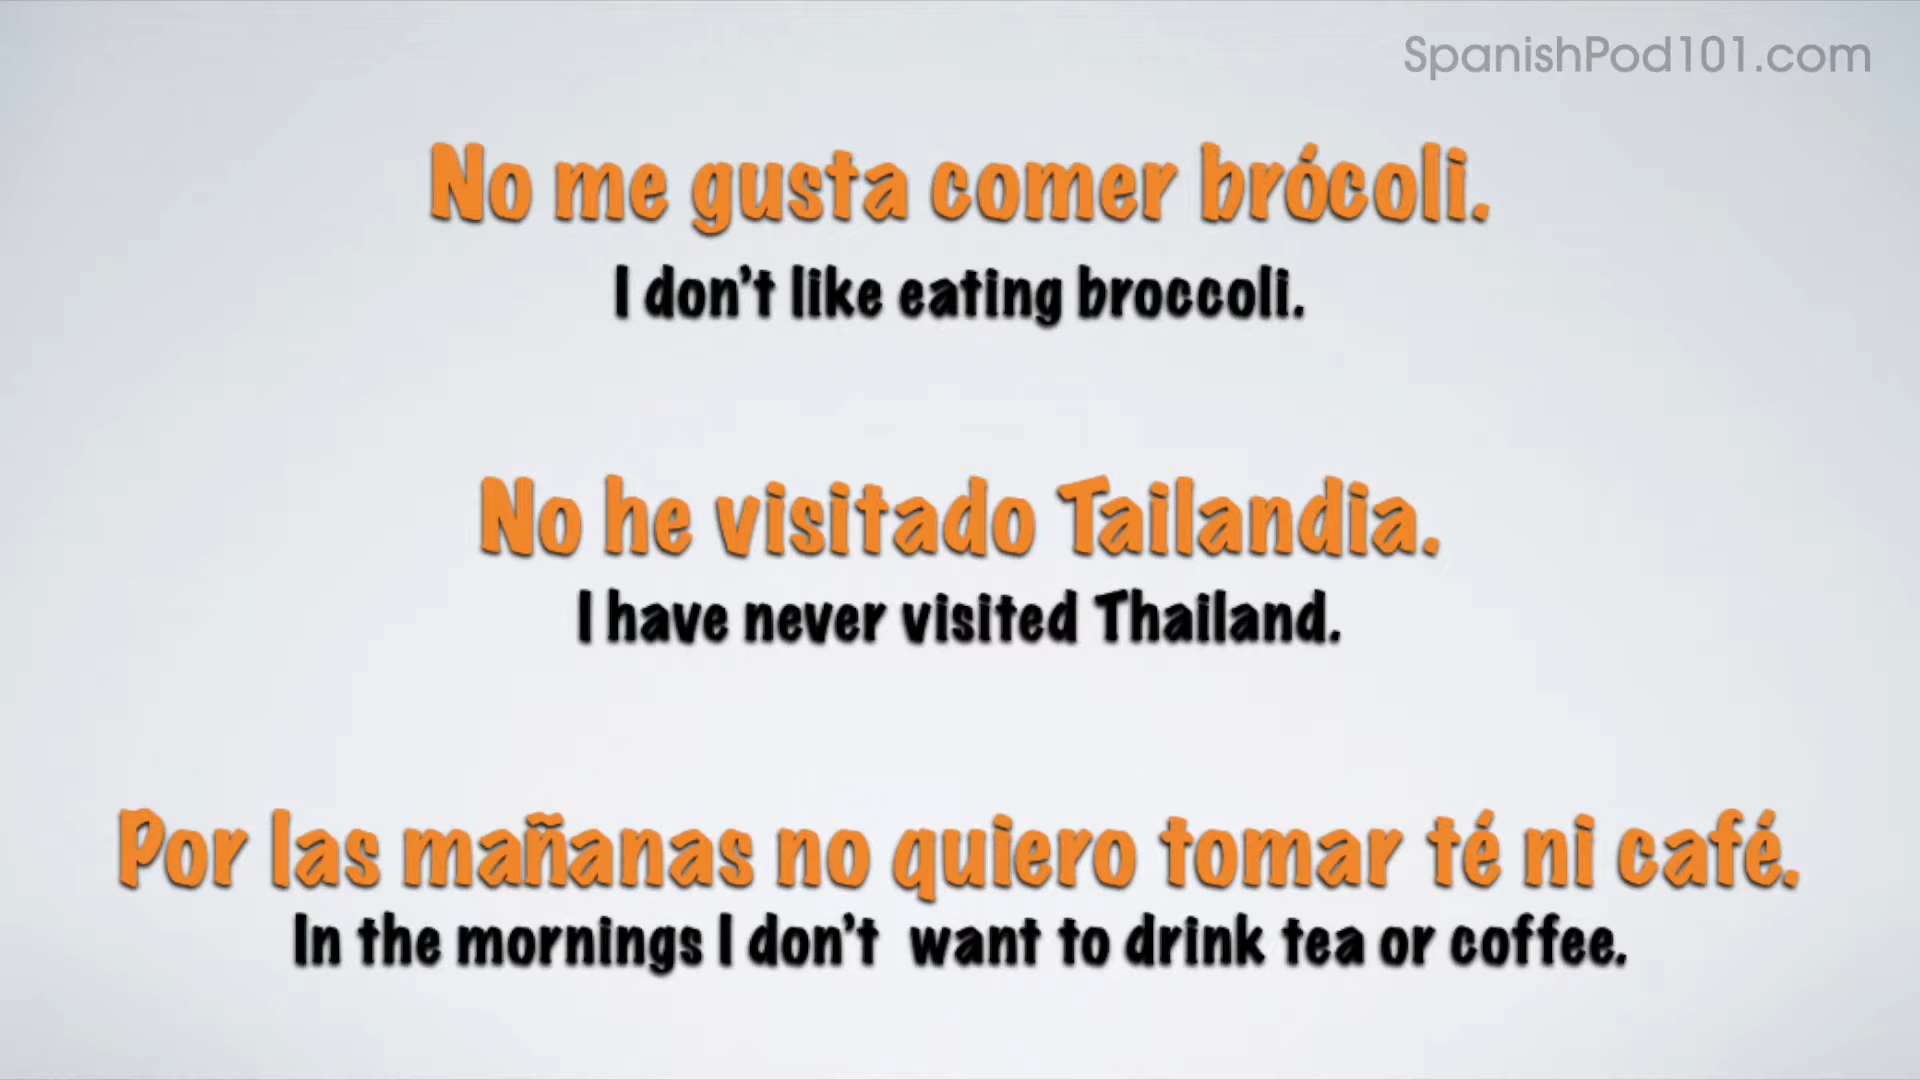 SpanishPod101.com
No me gusta comer brócoli.
I don't like eating broccoli.
No he visitado Tailandia.
I have never visited Thailand.
Por las mañanas no quiero tomar té ni café.
In the mornings I don't want to drink tea or coffee.